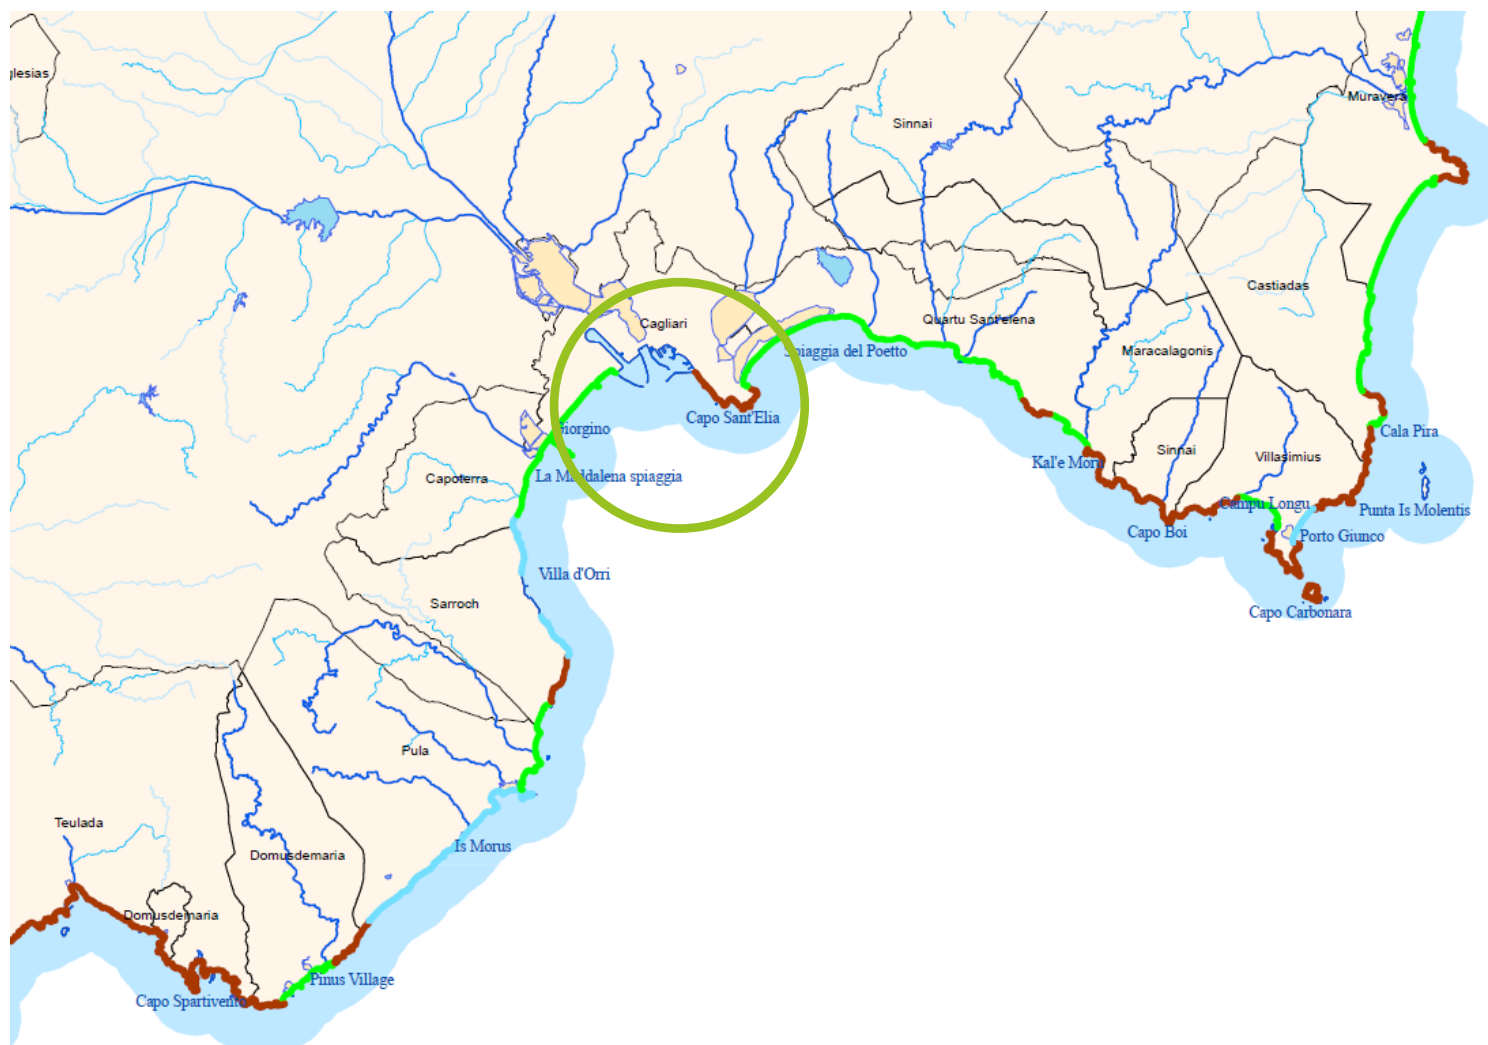 glesias
Muravera
Sinnai
Castiadas
Cagliari
Quartu Sant'elena
Spiaggia del Poetto
Maracalagonis
Capo Sant'Elia
Giorgino
Cala Pira
Kal'e Moro
Sinnai
Villasimius
La Maddalena spiaggia
Capoterra
Campu Longu
Punta Is Molentis
Capo Boi
Porto Giunco
Villa d'Orri
Sarroch
Capo Carbonara
Pula
Teulada
Is Morus
Domusdemaria
Domusdemaria
Pinus Village
Capo Spartivento